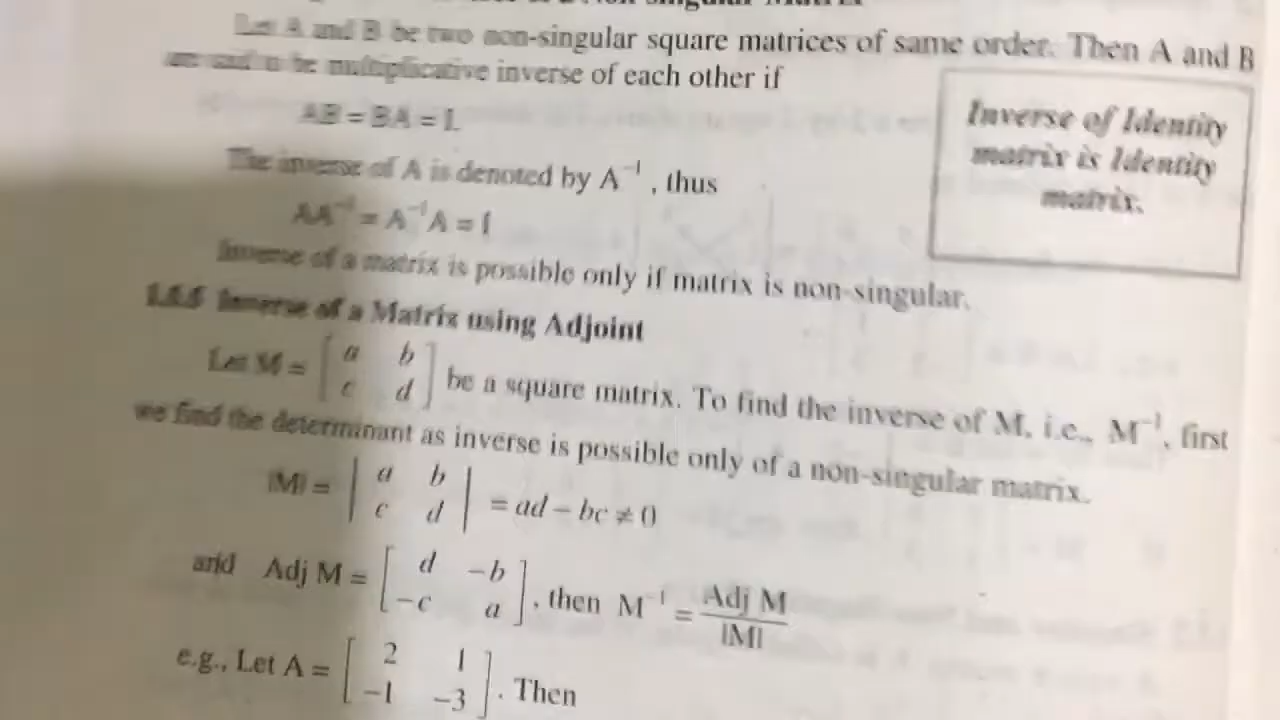 Let A and B be two non-singular square matrices of same order. Then A and B
are said to be multiplicative inverse of each other if
AB = BA = I.
The inverse of A is denoted by A⁻¹, thus
AA⁻¹ = A⁻¹A = I
Inverse of a matrix is possible only if matrix is non-singular.
Inverse of Identity
matrix is Identity
matrix.
Inverse of a Matrix using Adjoint
Let M = [a b
c d] be a square matrix. To find the inverse of M, i.e., M⁻¹, first
we find the determinant as inverse is possible only of a non-singular matrix.
|M| = |a b
c d| = ad – bc ≠ 0
and Adj M = [d –b
–c a], then M⁻¹ = Adj M
|M|
e.g., Let A = [2 1
–1 –3]. Then